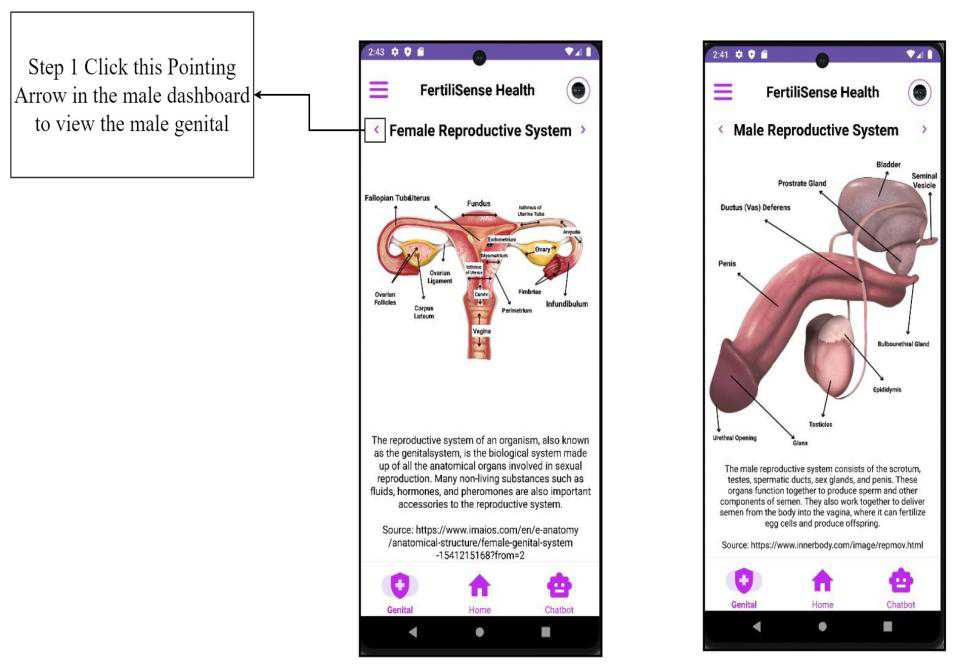 Step 1 Click this Pointing
Arrow in the male dashboard
to view the male genital
2:43
FertiliSense Health
Female Reproductive System
Fallopian Tube
Uterus
Fundus
Isthmus of
Uterine Tube
Ampulla
Endometrium
Ovary
Myometrium
Isthmus
of Uterus
Ovarian
Ligament
Fimbriae
Infundibulum
Ovarian
Follicles
Corpus
Luteum
Cervix
Perimetrium
Vagina
The reproductive system of an organism, also known
as the genitalsystem, is the biological system made
up of all the anatomical organs involved in sexual
reproduction. Many non-living substances such as
fluids, hormones, and pheromones are also important
accessories to the reproductive system.
Source: https://www.imaios.com/en/e-anatomy
/anatomical-structure/female-genital-system
-1541215168?from=2
Genital
Home
Chatbot
2:41
FertiliSense Health
Male Reproductive System
Bladder
Prostrate Gland
Seminal
Vesicle
Ductus (Vas) Deferens
Penis
Bulbourethral Gland
Epididymis
Testicles
Urethral Opening
Glans
The male reproductive system consists of the scrotum,
testes, spermatic ducts, sex glands, and penis. These
organs function together to produce sperm and other
components of semen. They also work together to deliver
semen from the body into the vagina, where it can fertilize
egg cells and produce offspring.
Source: https://www.innerbody.com/image/repmov.html
Genital
Home
Chatbot